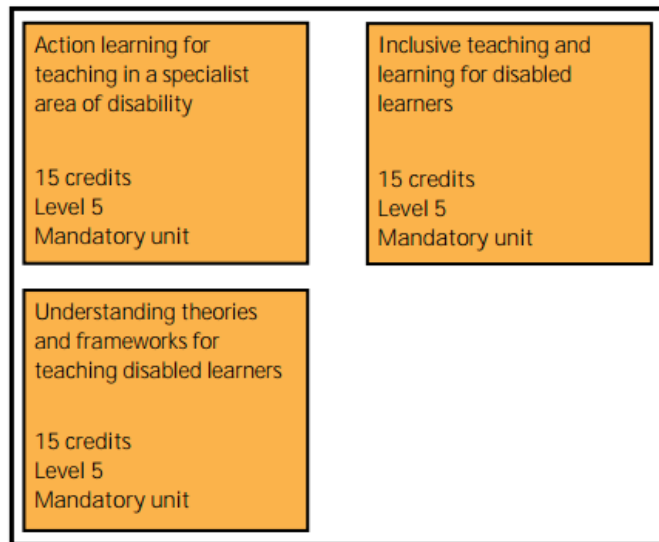 Action learning for
teaching in a specialist
area of disability
15 credits
Level 5
Mandatory unit
Inclusive teaching and
learning for disabled
learners
15 credits
Level 5
Mandatory unit
Understanding theories
and frameworks for
teaching disabled learners
15 credits
Level 5
Mandatory unit